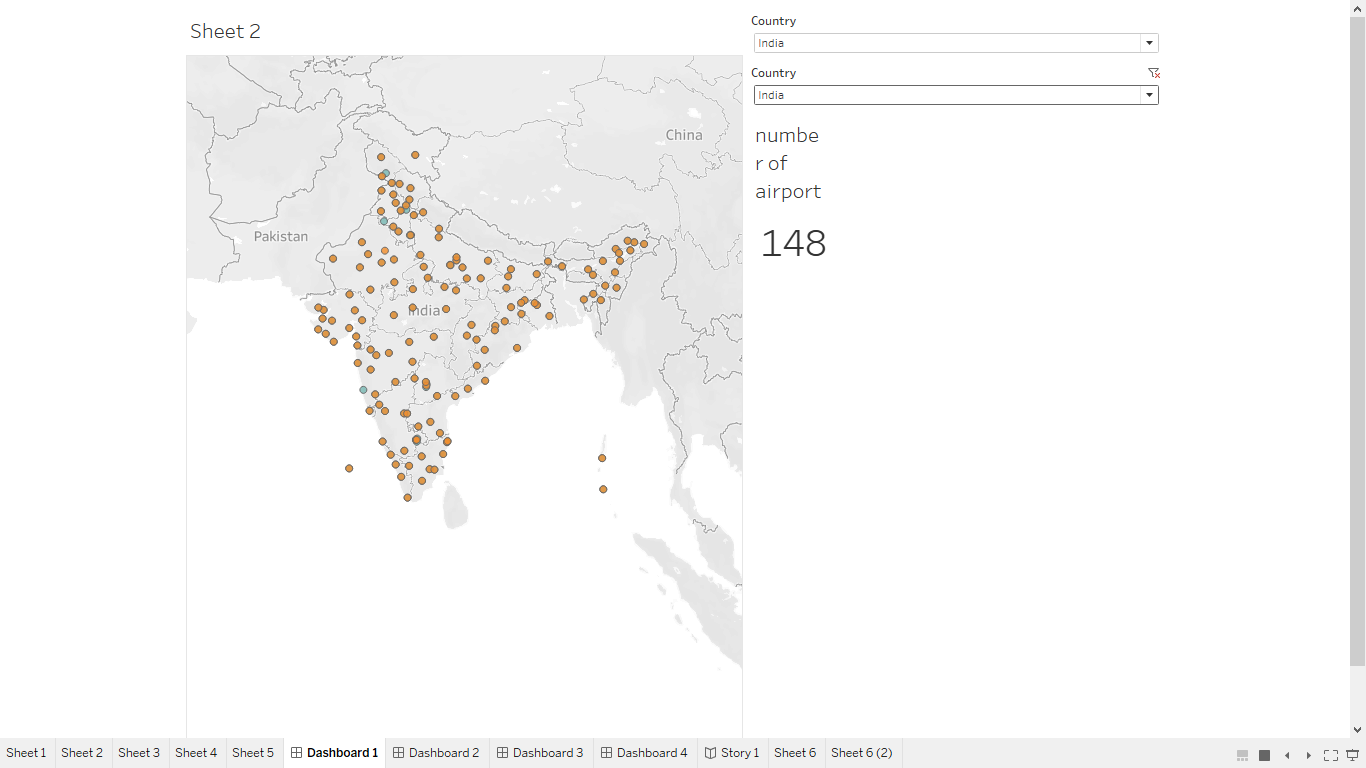 Sheet 2
Country
India
Country
India
numbe
r of
airport
148
China
Pakistan
India
Sheet 1
Sheet 2
Sheet 3
Sheet 4
Sheet 5
Dashboard 1
Dashboard 2
Dashboard 3
Dashboard 4
Story 1
Sheet 6
Sheet 6 (2)